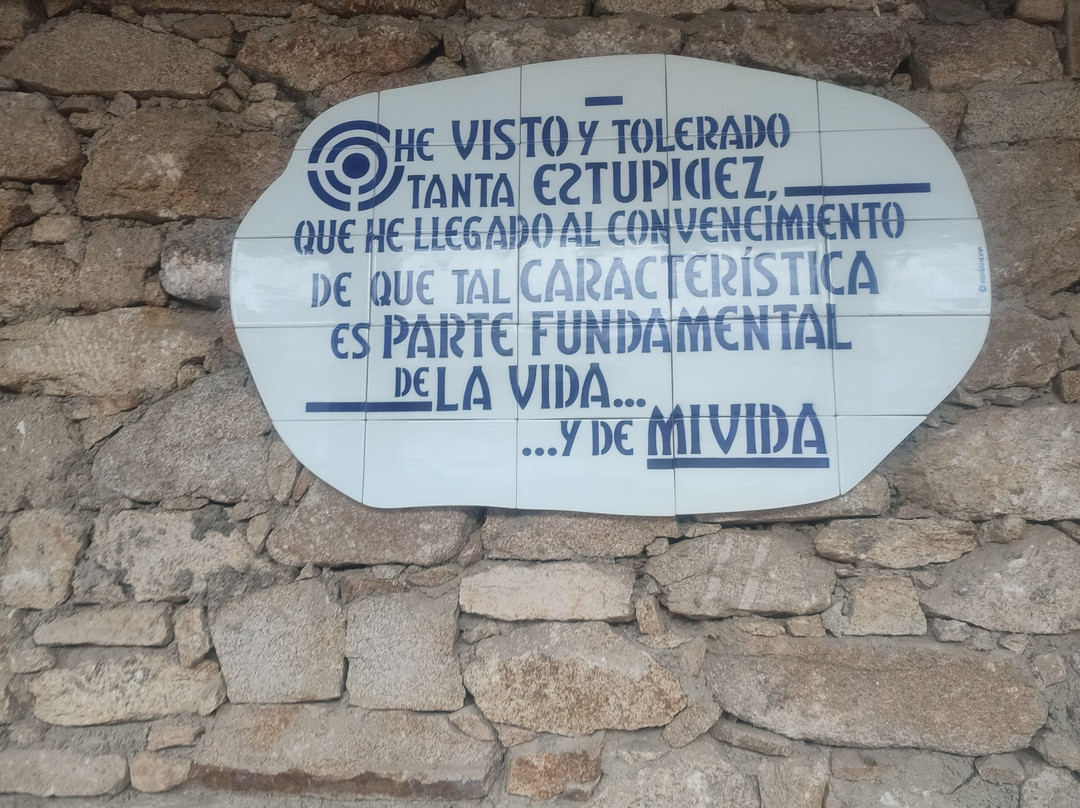 HE VISTO Y TOLERADO
TANTA ESTUPIDEZ,
QUE HE LLEGADO AL CONVENCIMIENTO
DE QUE TAL CARACTERÍSTICA
ES PARTE FUNDAMENTAL
DE LA VIDA...
...Y DE MI VIDA